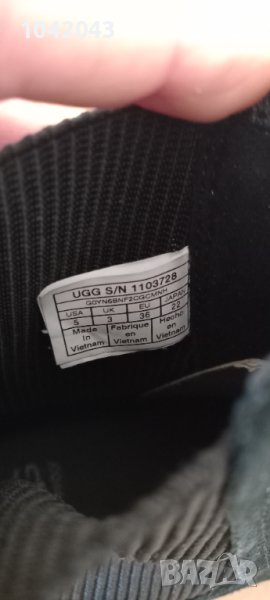 1042043
UGG S/N 1103728
G0YN6BNF2CGCMNH
USA UK EU JAPAN
5 3 36 22
Made in Vietnam Fabriqué en Vietnam Hecho en Vietnam
bazar.bg